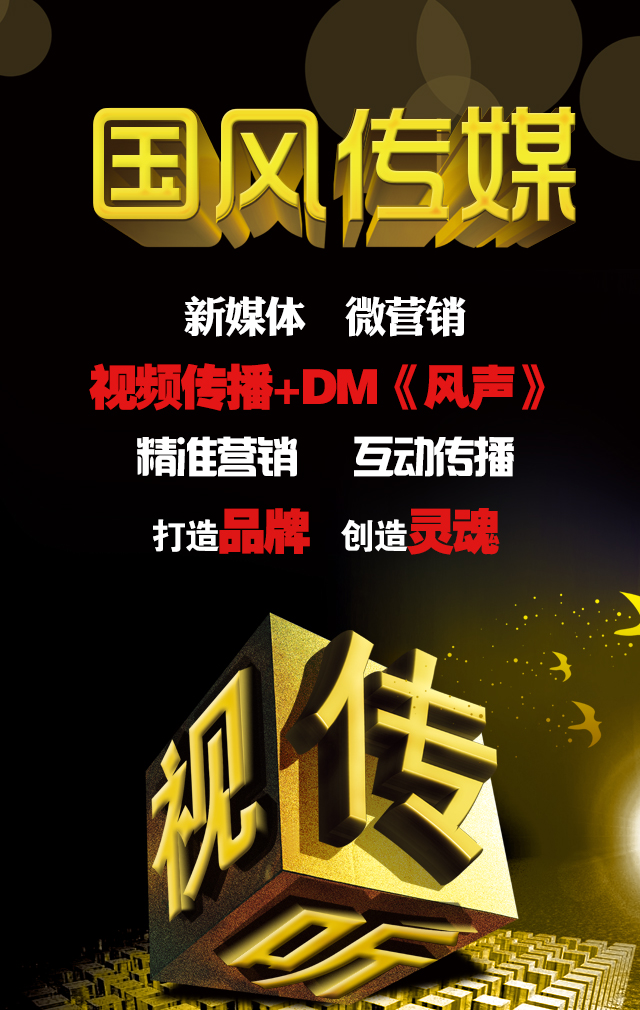 国风传媒
新媒体 微营销
视频传播+DM《风声》
精准营销 互动传播
打造品牌 创造灵魂
视 传
听